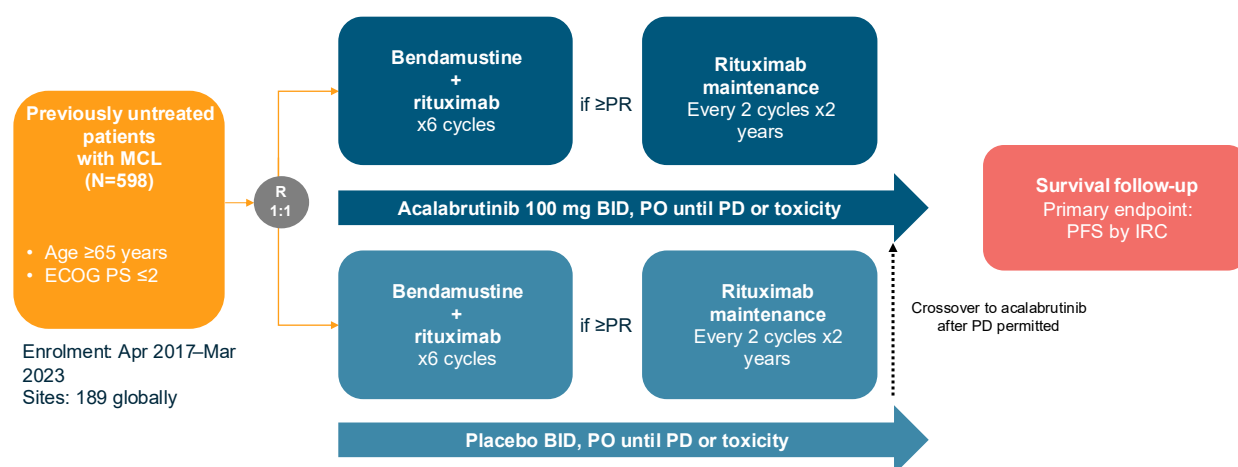 Previously untreated
patients
with MCL
(N=598)
• Age ≥65 years
• ECOG PS ≤2
Enrolment: Apr 2017–Mar
2023
Sites: 189 globally
R
1:1
Bendamustine
+
rituximab
x6 cycles
if ≥PR
Rituximab
maintenance
Every 2 cycles x2
years
Acalabrutinib 100 mg BID, PO until PD or toxicity
Bendamustine
+
rituximab
x6 cycles
if ≥PR
Rituximab
maintenance
Every 2 cycles x2
years
Placebo BID, PO until PD or toxicity
Crossover to acalabrutinib
after PD permitted
Survival follow-up
Primary endpoint:
PFS by IRC